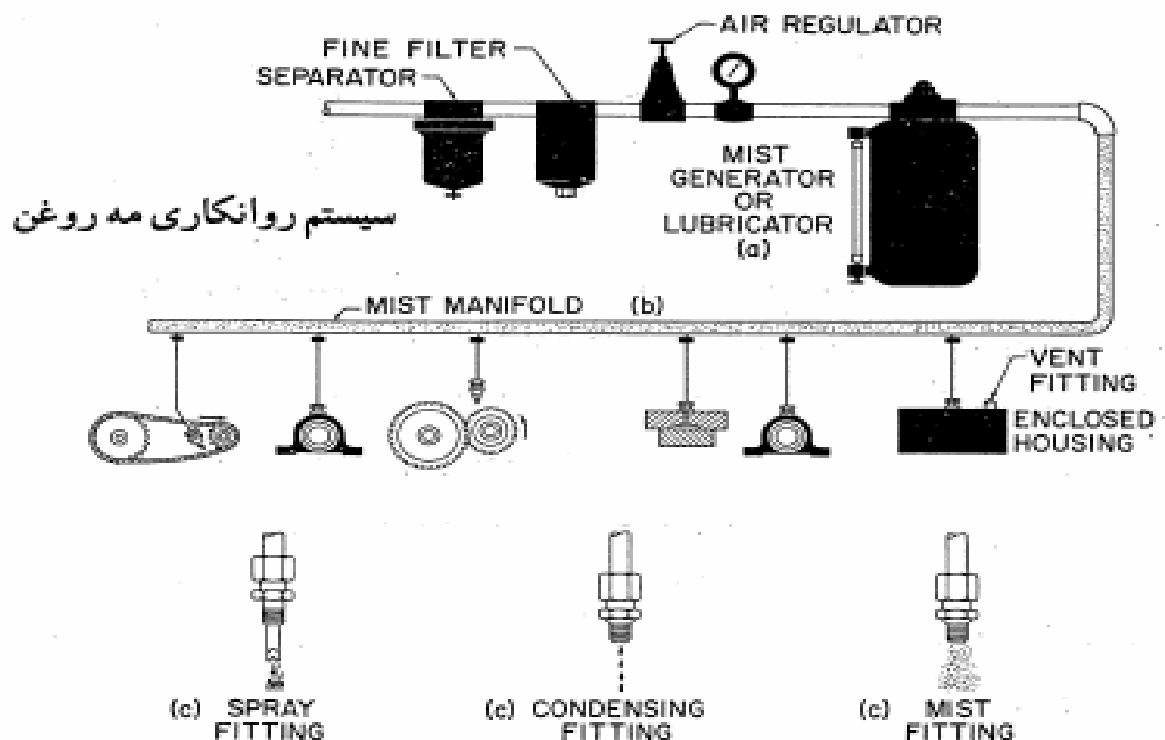 AIR REGULATOR
FINE FILTER
SEPARATOR
MIST
GENERATOR
OR
LUBRICATOR
(a)
سیستم روانکاری مه روغن
MIST MANIFOLD (b)
VENT
FITTING
ENCLOSED
HOUSING
(c) SPRAY
FITTING
(c) CONDENSING
FITTING
(c) MIST
FITTING